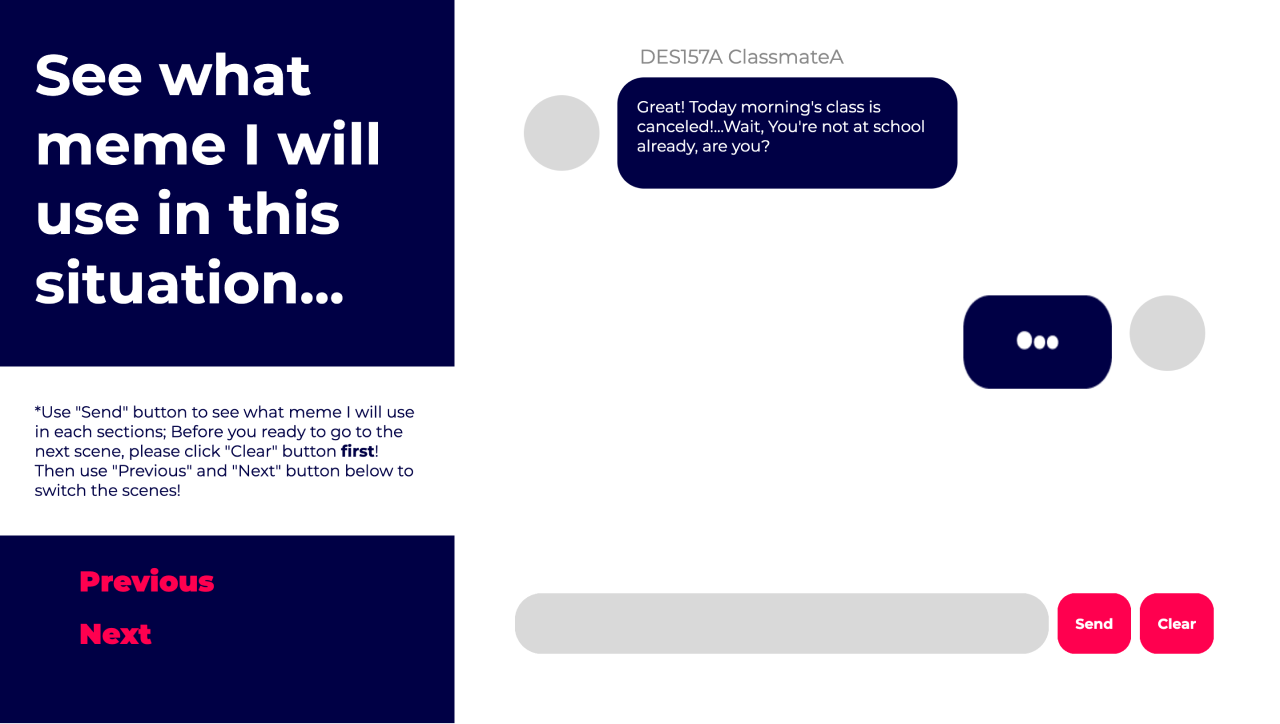 See what
meme I will
use in this
situation...
*Use "Send" button to see what meme I will use
in each sections; Before you ready to go to the
next scene, please click "Clear" button first!
Then use "Previous" and "Next" button below to
switch the scenes!
Previous
Next
DES157A ClassmateA
Great! Today morning's class is
canceled!...Wait, You're not at school
already, are you?
Send
Clear